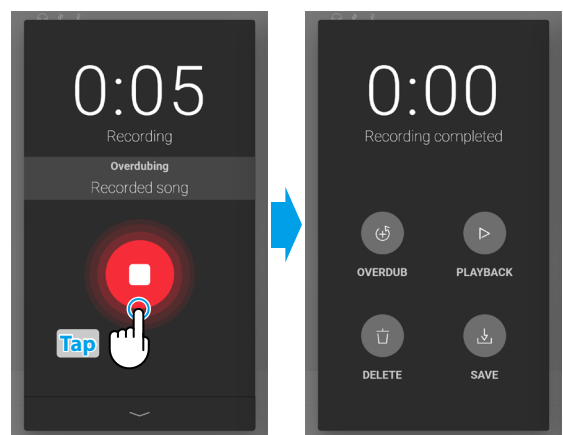 0:05
Recording
Overdubing
Recorded song
Tap
0:00
Recording completed
OVERDUB
PLAYBACK
DELETE
SAVE